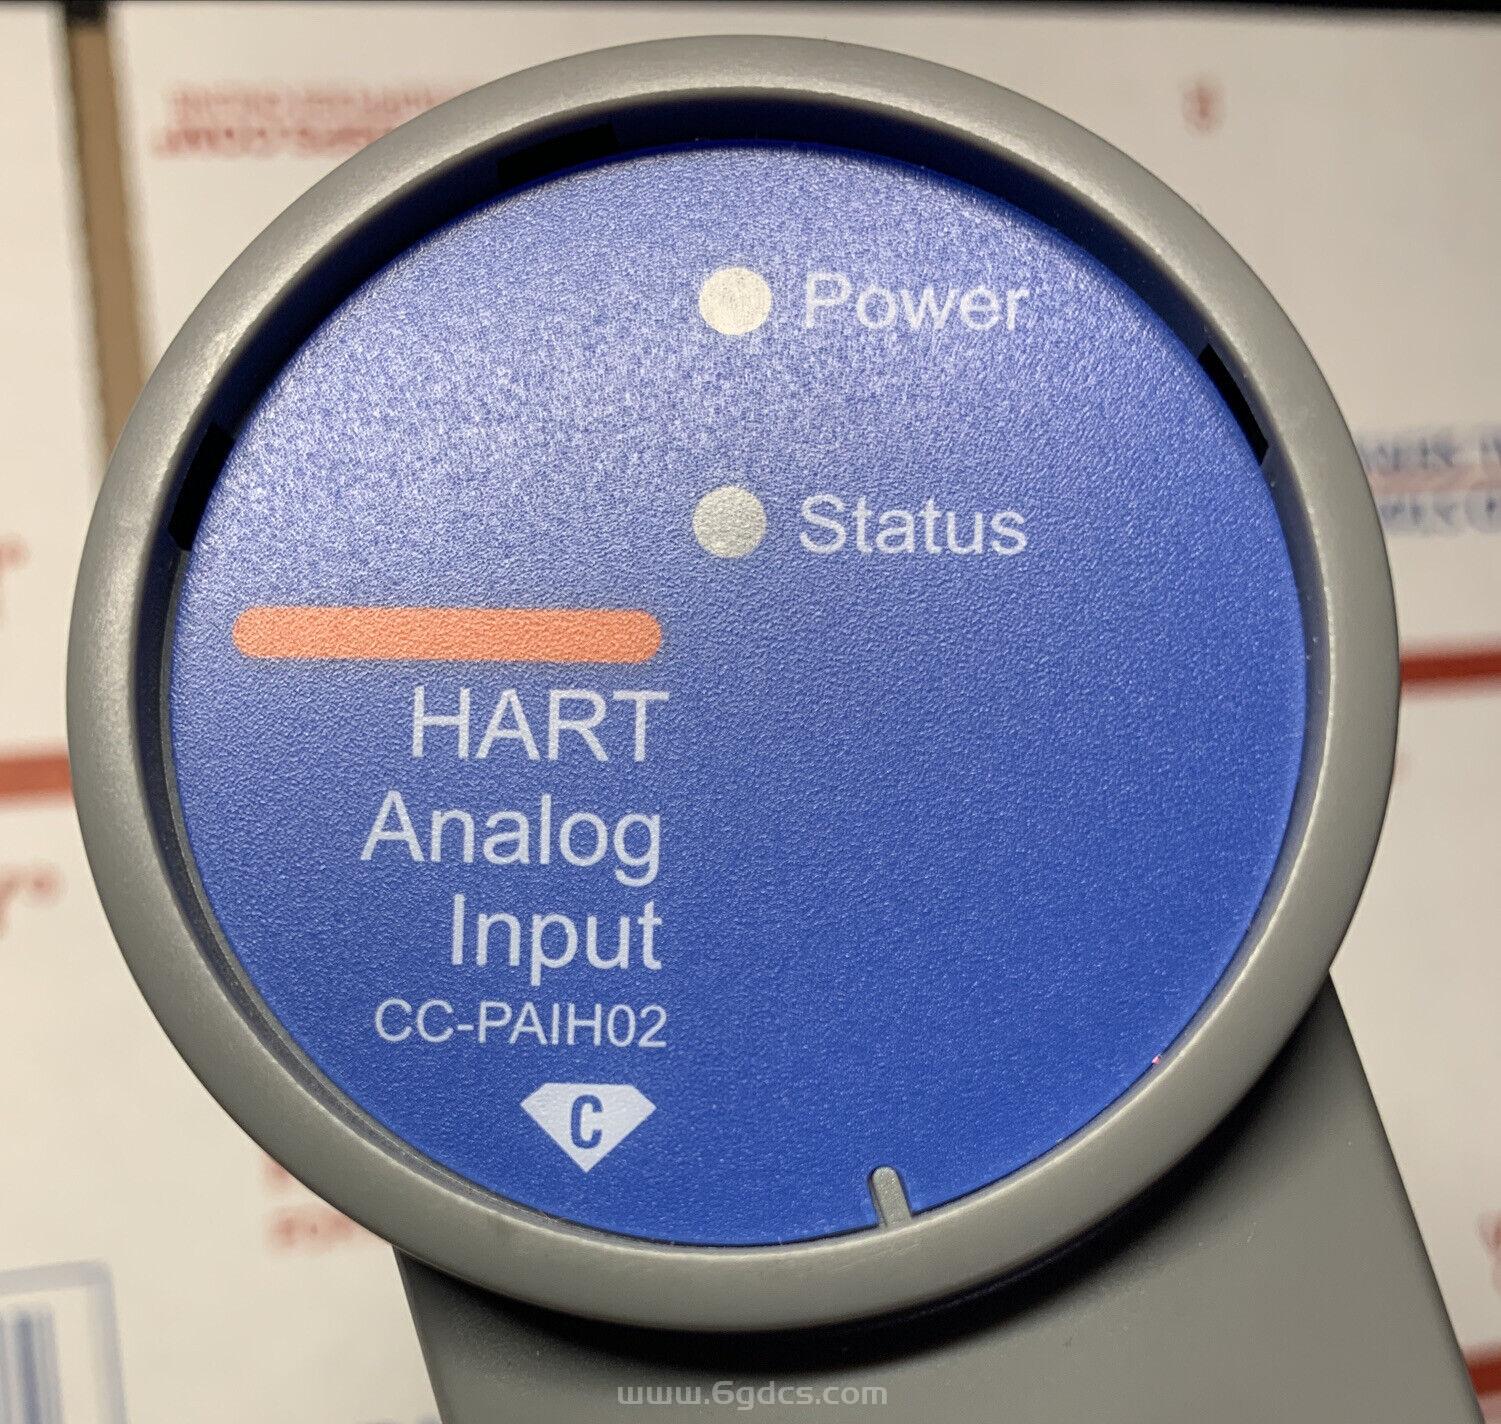 Power
Status
HART
Analog
Input
CC-PAIH02
C
www.6gdcs.com